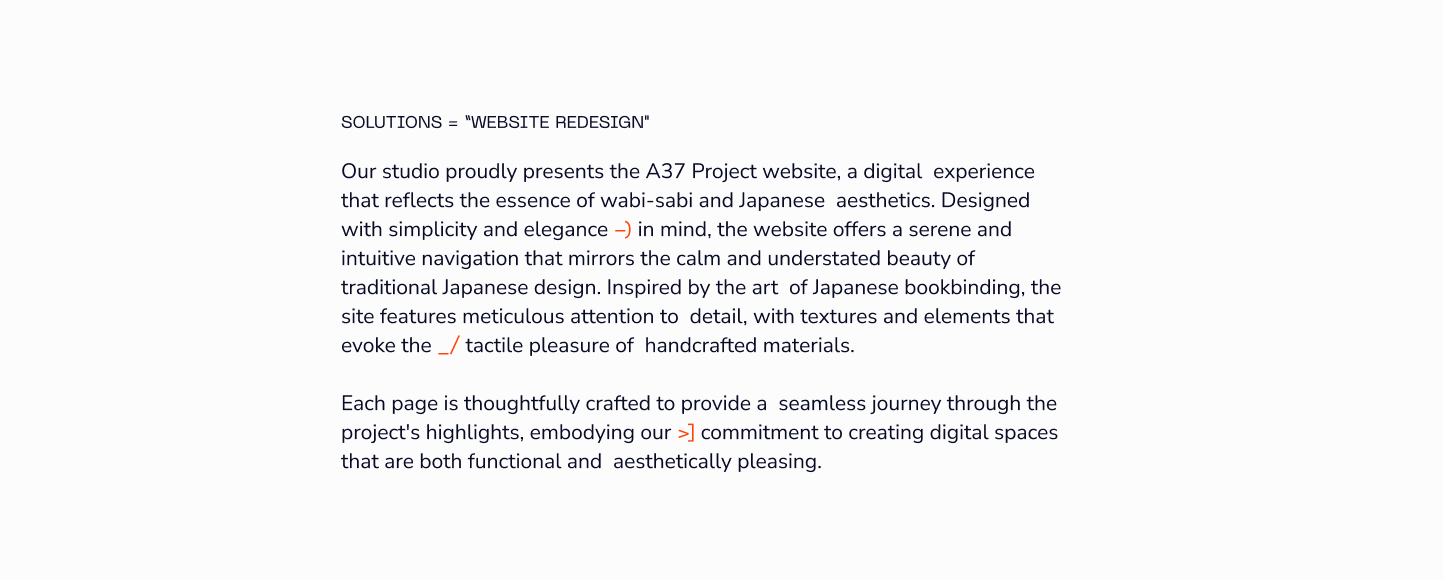 SOLUTIONS = "WEBSITE REDESIGN"
Our studio proudly presents the A37 Project website, a digital  experience
that reflects the essence of wabi-sabi and Japanese  aesthetics. Designed
with simplicity and elegance –) in mind, the website offers a serene and
intuitive navigation that mirrors the calm and understated beauty of
traditional Japanese design. Inspired by the art  of Japanese bookbinding, the
site features meticulous attention to  detail, with textures and elements that
evoke the _/ tactile pleasure of  handcrafted materials.
Each page is thoughtfully crafted to provide a  seamless journey through the
project's highlights, embodying our >] commitment to creating digital spaces
that are both functional and  aesthetically pleasing.